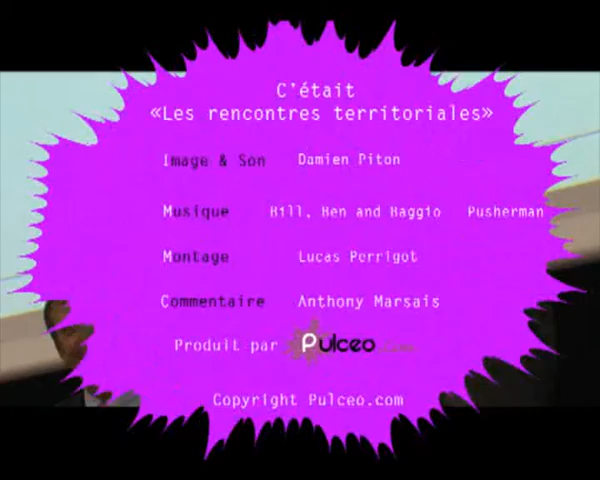 C'était
«Les rencontres territoriales»
Image & Son Damien Piton
Musique Bill, Ben and Baggio Pusherman
Montage Lucas Perrigot
Commentaire Anthony Marsais
Produit par Pulceo
Copyright Pulceo.com